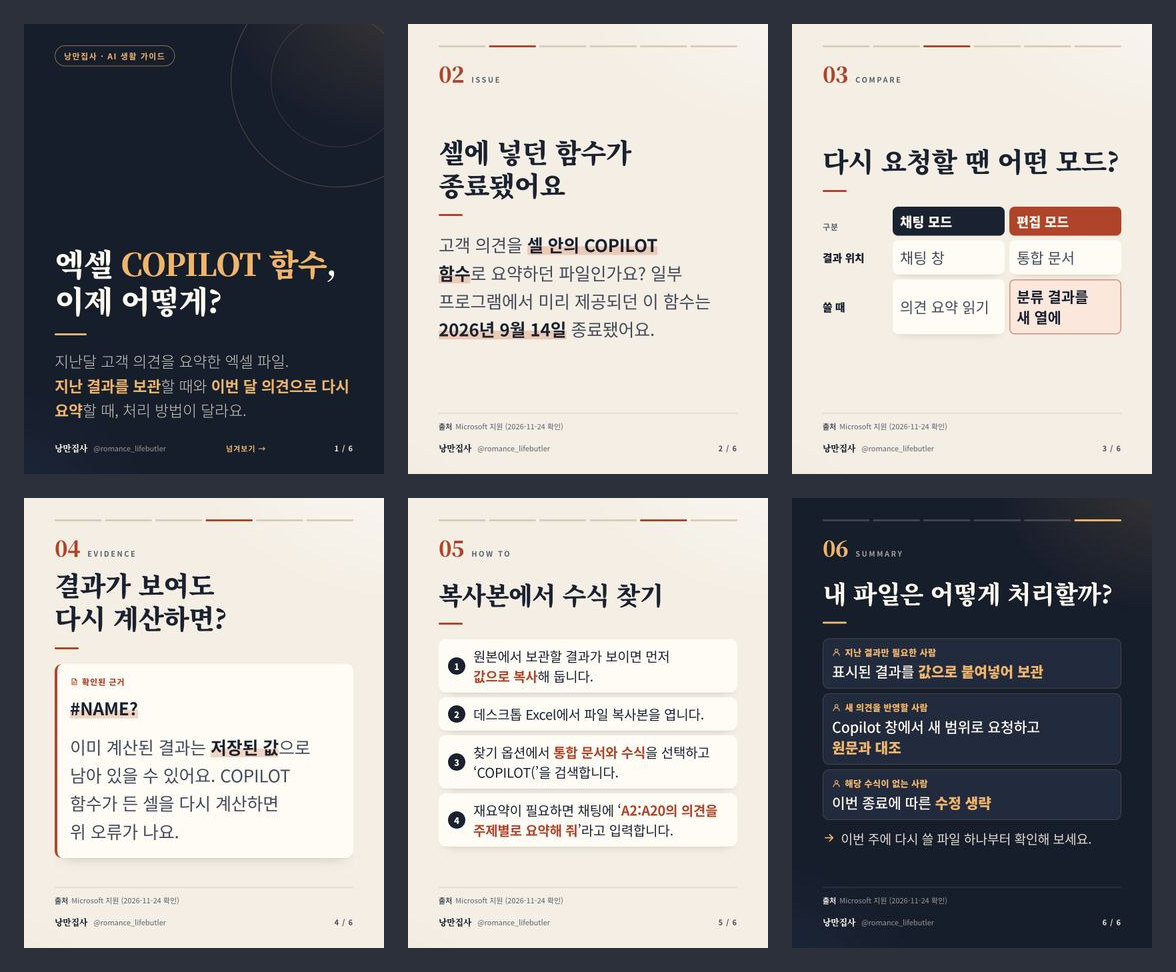 낭만집사 · AI 생활 가이드
엑셀 COPILOT 함수,
이제 어떻게?
지난달 고객 의견을 요약한 엑셀 파일.
지난 결과를 보관할 때와 이번 달 의견으로 다시
요약할 때, 처리 방법이 달라요.
낭만집사 @romance_lifebutler 넘겨보기 → 1 / 6
02 ISSUE
셀에 넣던 함수가
종료됐어요
고객 의견을 셀 안의 COPILOT
함수로 요약하던 파일인가요? 일부
프로그램에서 미리 제공되던 이 함수는
2026년 9월 14일 종료됐어요.
출처 Microsoft 지원 (2026-11-24 확인)
낭만집사 @romance_lifebutler 2 / 6
03 COMPARE
다시 요청할 땐 어떤 모드?
구분 채팅 모드 편집 모드
결과 위치 채팅 창 통합 문서
쓸 때 의견 요약 읽기 분류 결과를
새 열에
출처 Microsoft 지원 (2026-11-24 확인)
낭만집사 @romance_lifebutler 3 / 6
04 EVIDENCE
결과가 보여도
다시 계산하면?
확인된 근거
#NAME?
이미 계산된 결과는 저장된 값으로
남아 있을 수 있어요. COPILOT
함수가 든 셀을 다시 계산하면
위 오류가 나요.
출처 Microsoft 지원 (2026-11-24 확인)
낭만집사 @romance_lifebutler 4 / 6
05 HOW TO
복사본에서 수식 찾기
1 원본에서 보관할 결과가 보이면 먼저
값으로 복사해 둡니다.
2 데스크톱 Excel에서 파일 복사본을 엽니다.
3 찾기 옵션에서 통합 문서와 수식을 선택하고
‘COPILOT(’을 검색합니다.
4 재요약이 필요하면 채팅에 ‘A2:A20의 의견을
주제별로 요약해 줘’라고 입력합니다.
출처 Microsoft 지원 (2026-11-24 확인)
낭만집사 @romance_lifebutler 5 / 6
06 SUMMARY
내 파일은 어떻게 처리할까?
지난 결과만 필요한 사람
표시된 결과를 값으로 붙여넣어 보관
새 의견을 반영할 사람
Copilot 창에서 새 범위로 요청하고
원문과 대조
해당 수식이 없는 사람
이번 종료에 따른 수정 생략
→ 이번 주에 다시 쓸 파일 하나부터 확인해 보세요.
출처 Microsoft 지원 (2026-11-24 확인)
낭만집사 @romance_lifebutler 6 / 6